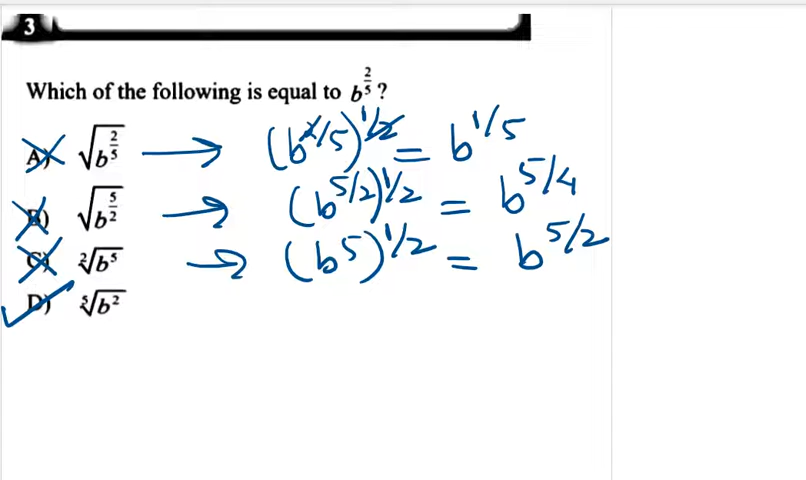 3
Which of the following is equal to b^(2/5) ?
A) √(b^(2/5)) → (b^(2/5))^(1/2) = b^(1/5)
B) √(b^(5/2)) → (b^(5/2))^(1/2) = b^(5/4)
C) ²√(b⁵) → (b^5)^(1/2) = b^(5/2)
D) ⁵√(b²)